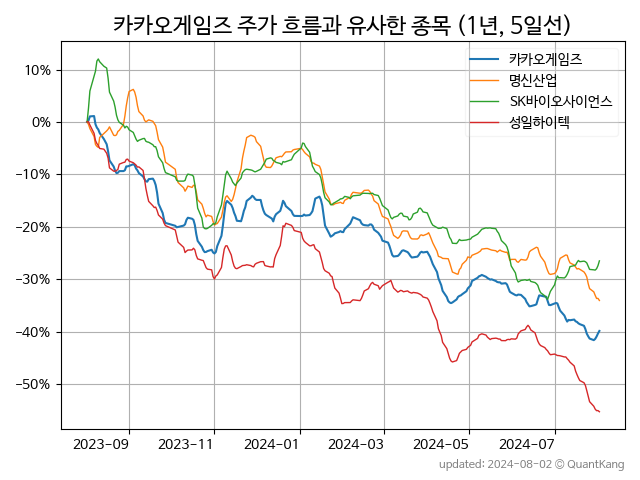 카카오게임즈 주가 흐름과 유사한 종목 (1년, 5일선)
카카오게임즈
명신산업
SK바이오사이언스
성일하이텍
10%
0%
−10%
−20%
−30%
−40%
−50%
2023-09 2023-11 2024-01 2024-03 2024-05 2024-07
updated: 2024-08-02 © QuantKang